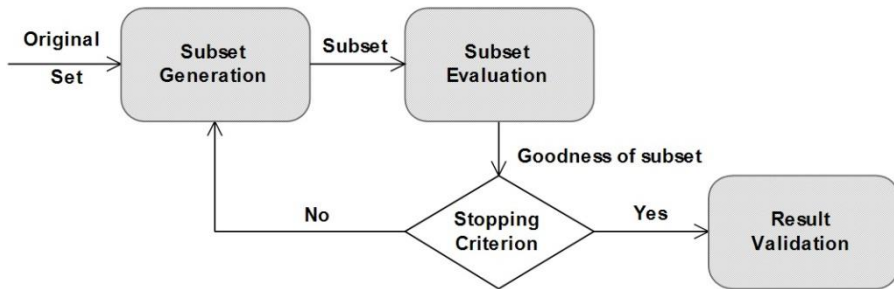 Original
Set
Subset
Generation
Subset
Subset
Evaluation
Goodness of subset
Stopping
Criterion
No
Yes
Result
Validation